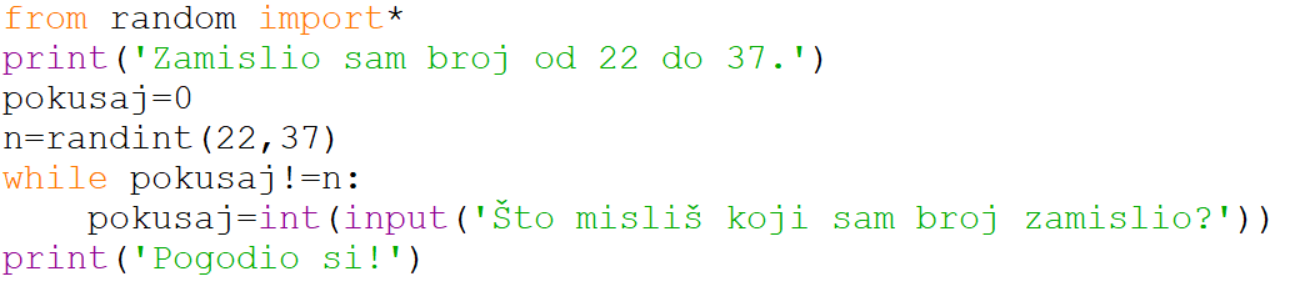 from random import*
print('Zamislio sam broj od 22 do 37.')
pokusaj=0
n=randint(22,37)
while pokusaj!=n:
    pokusaj=int(input('Što misliš koji sam broj zamislio?'))
print('Pogodio si!')